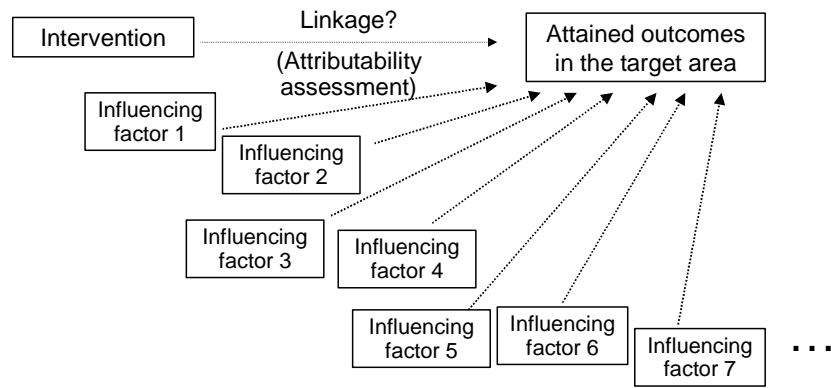 Intervention
Linkage?
(Attributability
assessment)
Attained outcomes
in the target area
Influencing
factor 1
Influencing
factor 2
Influencing
factor 3
Influencing
factor 4
Influencing
factor 5
Influencing
factor 6
Influencing
factor 7
...